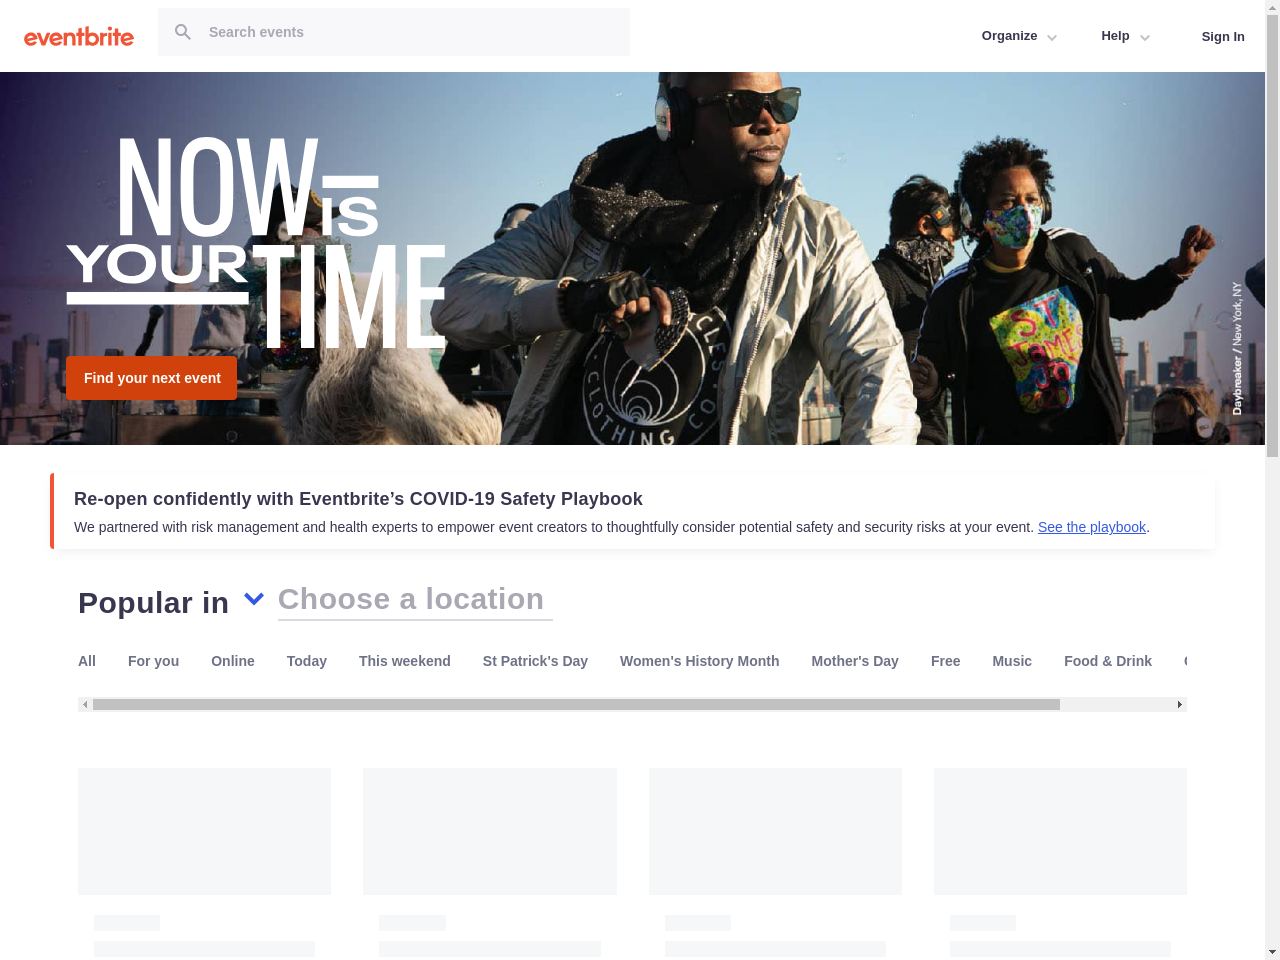 eventbrite
Search events
Organize
Help
Sign In
NOW IS
YOUR TIME
Find your next event
Daybreaker / New York, NY
Re-open confidently with Eventbrite’s COVID-19 Safety Playbook
We partnered with risk management and health experts to empower event creators to thoughtfully consider potential safety and security risks at your event. See the playbook.
Popular in Choose a location
All For you Online Today This weekend St Patrick's Day Women's History Month Mother's Day Free Music Food & Drink
CLOTHING CO.